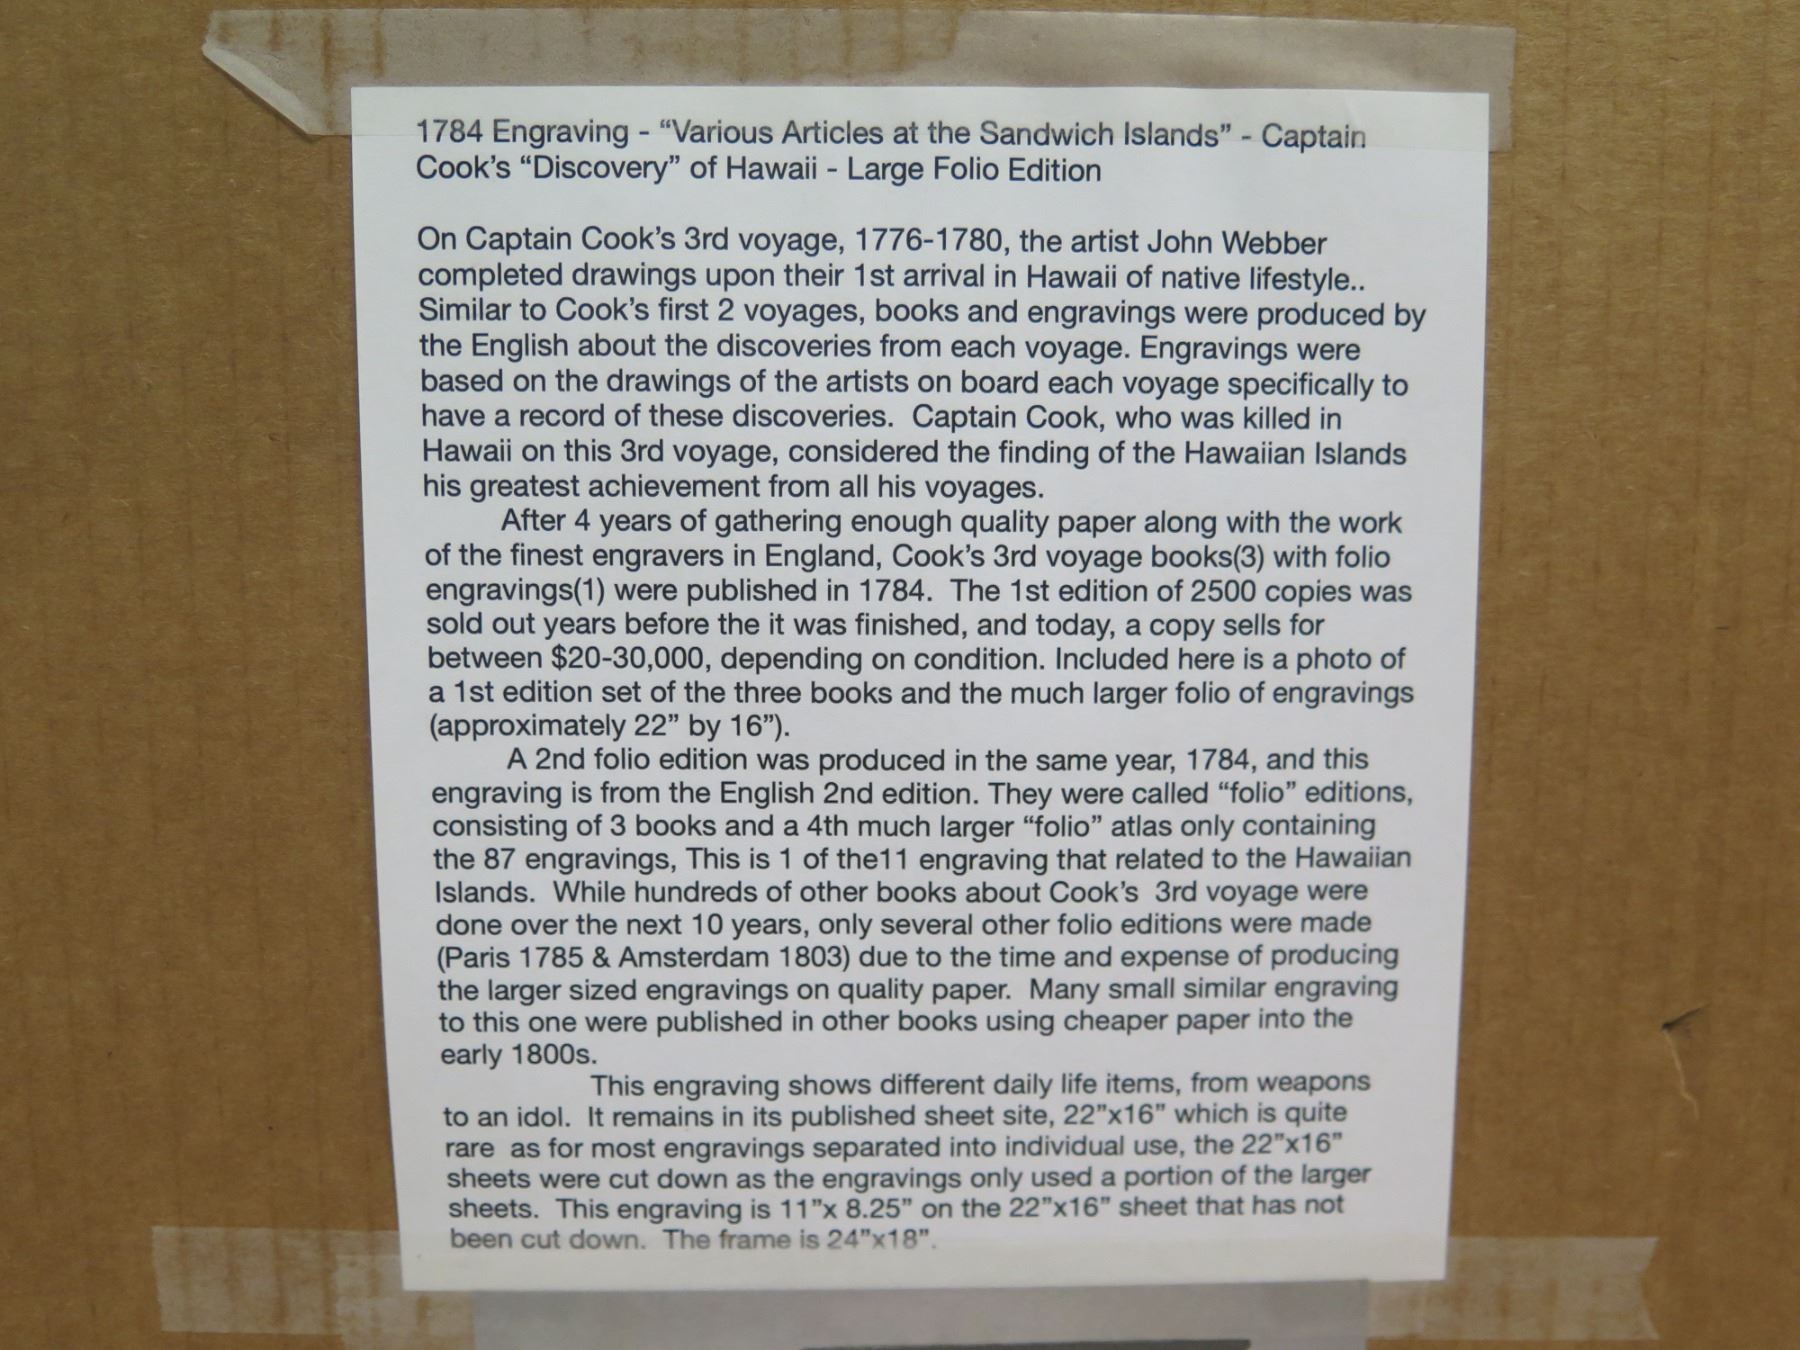 1784 Engraving - “Various Articles at the Sandwich Islands” - Captain
Cook’s “Discovery” of Hawaii - Large Folio Edition
On Captain Cook’s 3rd voyage, 1776-1780, the artist John Webber
completed drawings upon their 1st arrival in Hawaii of native lifestyle..
Similar to Cook’s first 2 voyages, books and engravings were produced by
the English about the discoveries from each voyage. Engravings were
based on the drawings of the artists on board each voyage specifically to
have a record of these discoveries.  Captain Cook, who was killed in
Hawaii on this 3rd voyage, considered the finding of the Hawaiian Islands
his greatest achievement from all his voyages.
After 4 years of gathering enough quality paper along with the work
of the finest engravers in England, Cook’s 3rd voyage books(3) with folio
engravings(1) were published in 1784.  The 1st edition of 2500 copies was
sold out years before the it was finished, and today, a copy sells for
between $20-30,000, depending on condition. Included here is a photo of
a 1st edition set of the three books and the much larger folio of engravings
(approximately 22” by 16”).
A 2nd folio edition was produced in the same year, 1784, and this
engraving is from the English 2nd edition. They were called “folio” editions,
consisting of 3 books and a 4th much larger “folio” atlas only containing
the 87 engravings, This is 1 of the11 engraving that related to the Hawaiian
Islands.  While hundreds of other books about Cook’s  3rd voyage were
done over the next 10 years, only several other folio editions were made
(Paris 1785 & Amsterdam 1803) due to the time and expense of producing
the larger sized engravings on quality paper.  Many small similar engraving
to this one were published in other books using cheaper paper into the
early 1800s.
This engraving shows different daily life items, from weapons
to an idol.  It remains in its published sheet site, 22”x16” which is quite
rare  as for most engravings separated into individual use, the 22”x16”
sheets were cut down as the engravings only used a portion of the larger
sheets.  This engraving is 11”x 8.25” on the 22”x16” sheet that has not
been cut down.  The frame is 24”x18”.